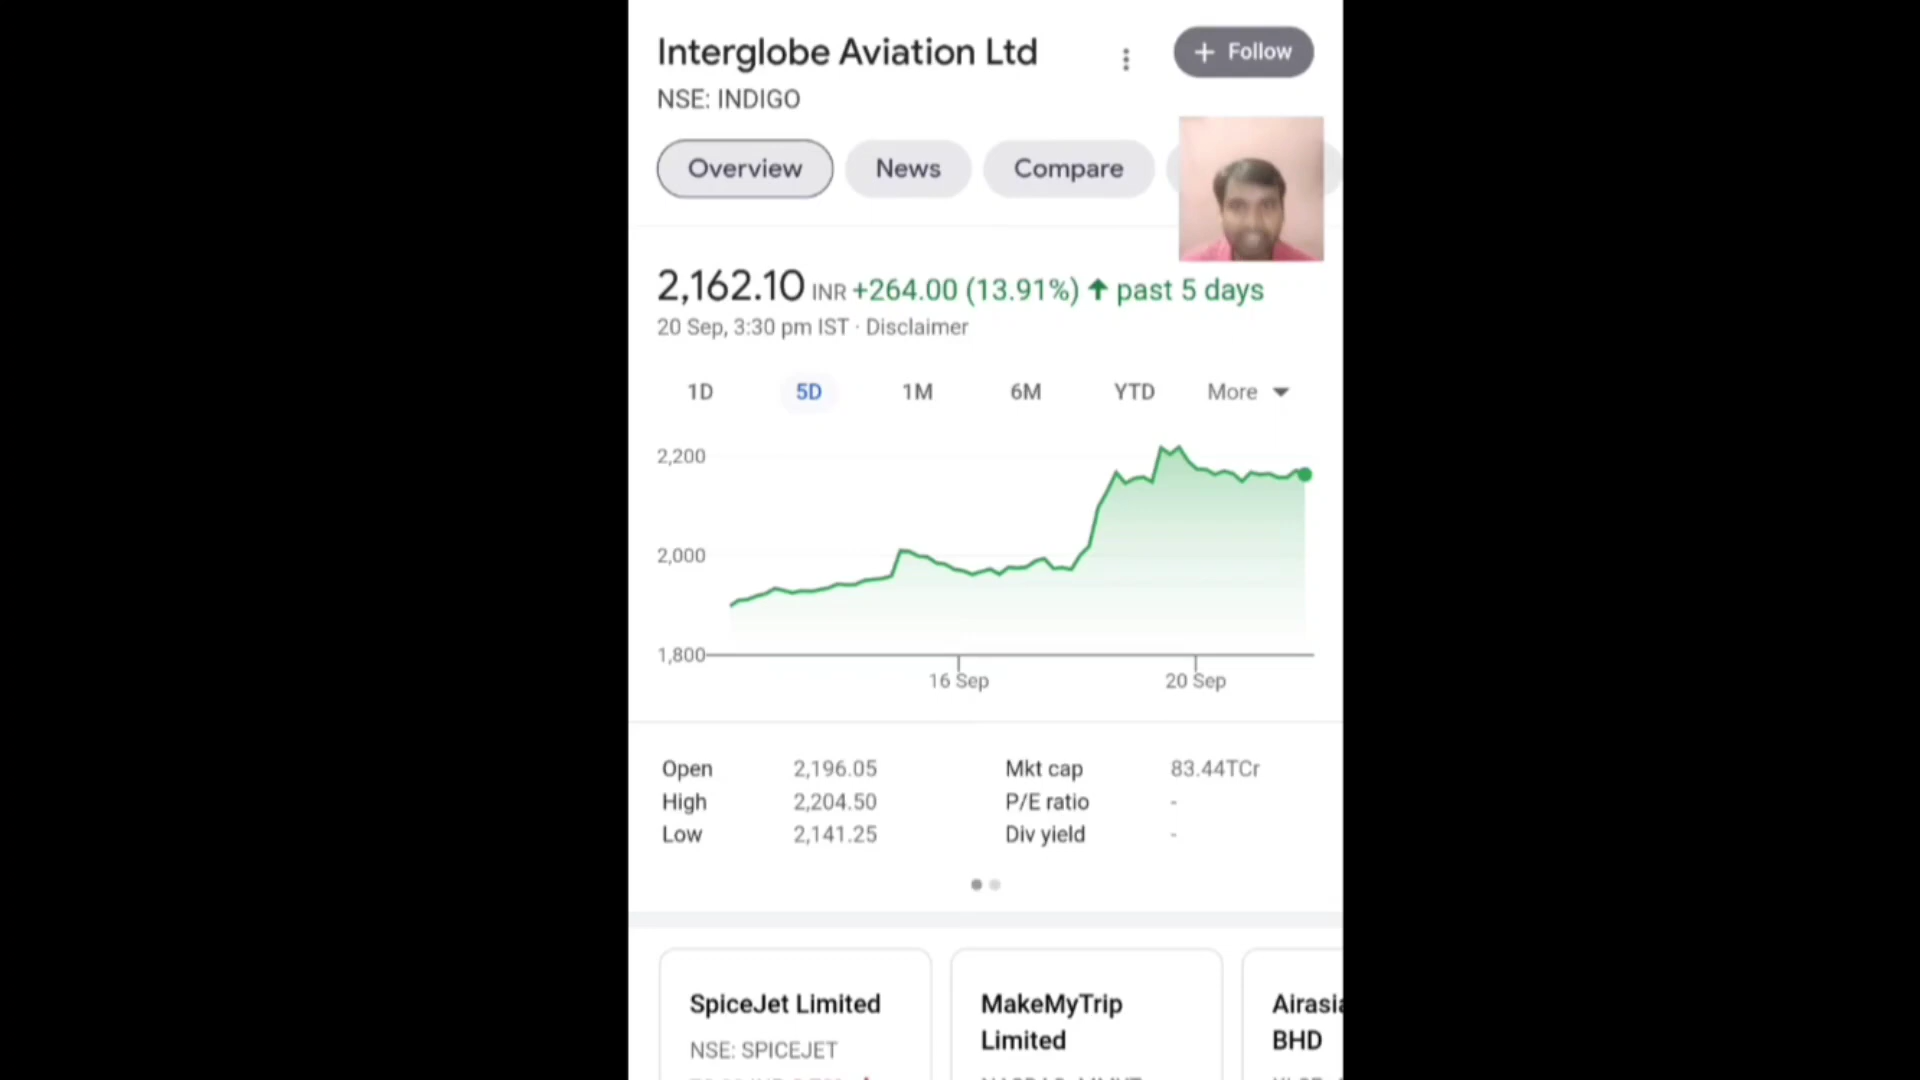 Interglobe Aviation Ltd
+ Follow
NSE: INDIGO
Overview
News
Compare
2,162.10 INR +264.00 (13.91%) ↑ past 5 days
20 Sep, 3:30 pm IST · Disclaimer
1D 5D 1M 6M YTD More
2,200
2,000
1,800
16 Sep 20 Sep
Open 2,196.05 Mkt cap 83.44TCr
High 2,204.50 P/E ratio -
Low 2,141.25 Div yield -
SpiceJet Limited
NSE: SPICEJET
MakeMyTrip
Limited
Airasia
BHD